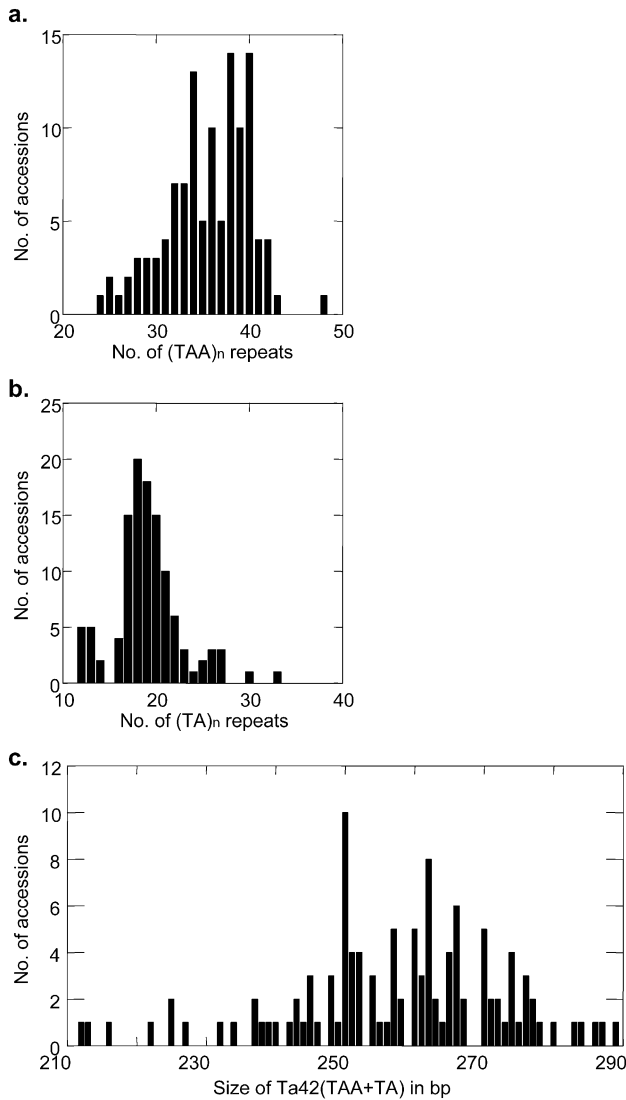 a.
15
10
5
0
No. of accessions
20 30 40 50
No. of (TAA)n repeats
b.
25
20
15
10
5
0
No. of accessions
10 20 30 40
No. of (TA)n repeats
c.
12
10
8
6
4
2
0
No. of accessions
210 230 250 270 290
Size of Ta42(TAA+TA) in bp